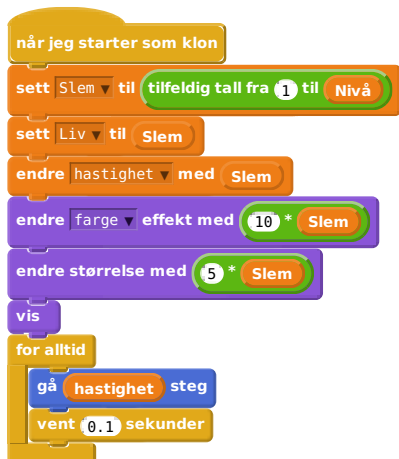 når jeg starter som klon
sett Slem til tilfeldig tall fra 1 til Nivå
sett Liv til Slem
endre hastighet med Slem
endre farge effekt med 10 * Slem
endre størrelse med 5 * Slem
vis
for alltid
gå hastighet steg
vent 0.1 sekunder